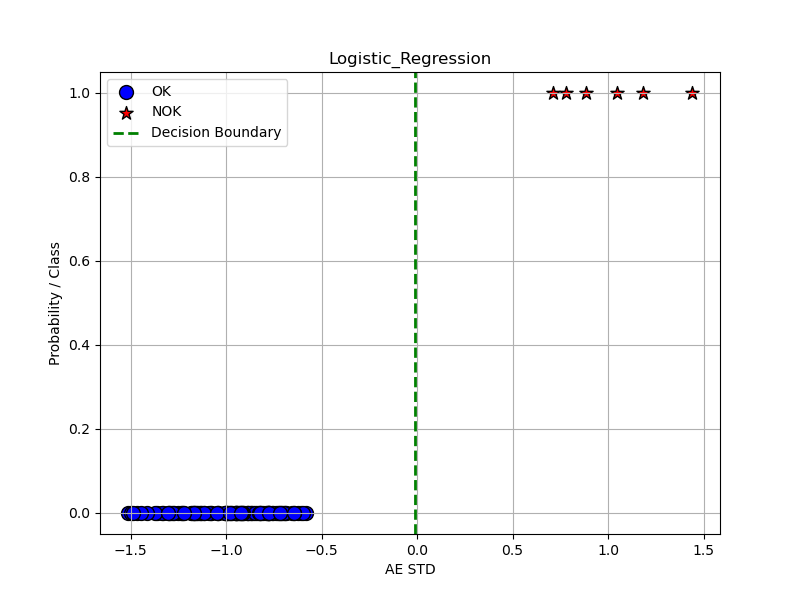 Logistic_Regression
OK
NOK
Decision Boundary
1.0
0.8
0.6
0.4
0.2
0.0
Probability / Class
−1.5 −1.0 −0.5 0.0 0.5 1.0 1.5
AE STD